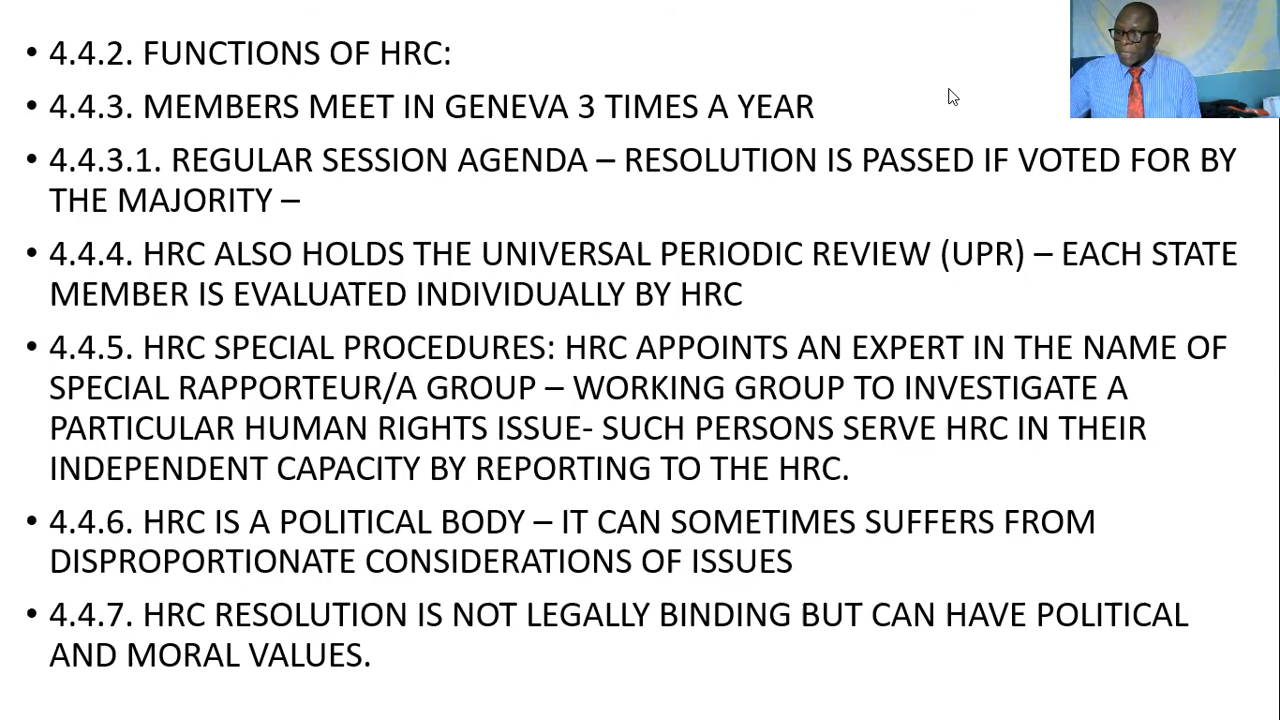 • 4.4.2. FUNCTIONS OF HRC:
• 4.4.3. MEMBERS MEET IN GENEVA 3 TIMES A YEAR
• 4.4.3.1. REGULAR SESSION AGENDA – RESOLUTION IS PASSED IF VOTED FOR BY
THE MAJORITY –
• 4.4.4. HRC ALSO HOLDS THE UNIVERSAL PERIODIC REVIEW (UPR) – EACH STATE
MEMBER IS EVALUATED INDIVIDUALLY BY HRC
• 4.4.5. HRC SPECIAL PROCEDURES: HRC APPOINTS AN EXPERT IN THE NAME OF
SPECIAL RAPPORTEUR/A GROUP – WORKING GROUP TO INVESTIGATE A
PARTICULAR HUMAN RIGHTS ISSUE- SUCH PERSONS SERVE HRC IN THEIR
INDEPENDENT CAPACITY BY REPORTING TO THE HRC.
• 4.4.6. HRC IS A POLITICAL BODY – IT CAN SOMETIMES SUFFERS FROM
DISPROPORTIONATE CONSIDERATIONS OF ISSUES
• 4.4.7. HRC RESOLUTION IS NOT LEGALLY BINDING BUT CAN HAVE POLITICAL
AND MORAL VALUES.